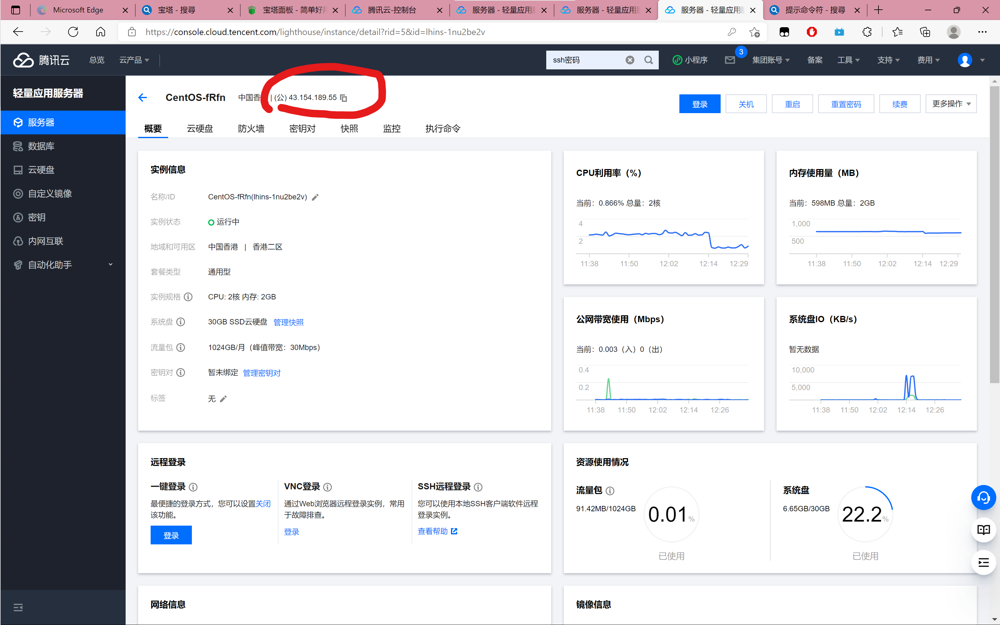 Microsoft Edge
宝塔 - 搜尋
宝塔面板 - 简单好用
腾讯云-控制台
服务器 - 轻量应用服
服务器 - 轻量应用服
服务器 - 轻量应用服
提示命令符 - 搜尋
https://console.cloud.tencent.com/lighthouse/instance/detail?rid=5&id=lhins-1nu2be2v
腾讯云
总览
云产品
ssh密码
小程序
3
集团账号
备案
工具
支持
费用
轻量应用服务器
服务器
数据库
云硬盘
自定义镜像
密钥
内网互联
自动化助手
CentOS-fRfn
中国香 | (公) 43.154.189.55
登录
关机
重启
重置密码
续费
更多操作
概要
云硬盘
防火墙
密钥对
快照
监控
执行命令
实例信息
名称/ID CentOS-fRfn(lhins-1nu2be2v)
实例状态 运行中
地域和可用区 中国香港 | 香港二区
套餐类型 通用型
实例规格 CPU: 2核 内存: 2GB
系统盘 30GB SSD云硬盘 管理快照
流量包 1024GB/月（峰值带宽：30Mbps）
密钥对 暂未绑定 管理密钥对
标签 无
CPU利用率（%）
当前：0.866% 总量：2核
4
2
11:38 11:50 12:02 12:14 12:29
内存使用量（MB）
当前：598MB 总量：2GB
1,000
500
11:38 11:50 12:02 12:14 12:29
公网带宽使用（Mbps）
当前：0.003（入）0（出）
0.4
0.2
11:38 11:50 12:02 12:14 12:26
系统盘IO（KB/s）
暂无数据
10,000
5,000
11:38 11:50 12:02 12:14 12:26
远程登录
一键登录
最便捷的登录方式，您可以设置关闭
该功能。
登录
VNC登录
通过Web浏览器远程登录实例，常用
于故障排查。
登录
SSH远程登录
您可以使用本地SSH客户端软件远程
登录实例。
查看帮助
资源使用情况
流量包
91.42MB/1024GB
0.01%
已使用
系统盘
6.65GB/30GB
22.2%
已使用
网络信息
镜像信息